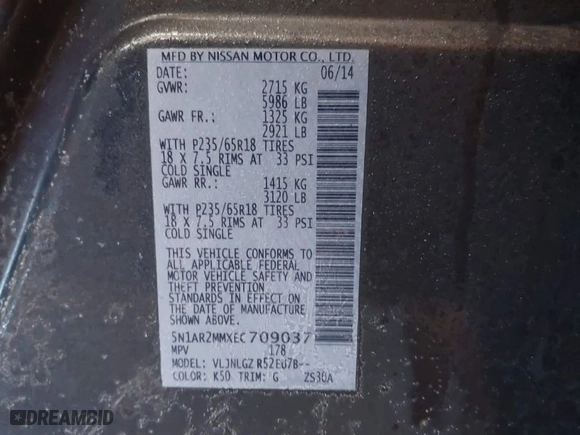 MFD BY NISSAN MOTOR CO., LTD.
DATE: 06/14
GVWR: 2715 KG
5986 LB
GAWR FR.: 1325 KG
2921 LB
WITH P235/65R18 TIRES
18 X 7.5 RIMS AT 33 PSI
COLD SINGLE
GAWR RR.: 1415 KG
3120 LB
WITH P235/65R18 TIRES
18 X 7.5 RIMS AT 33 PSI
COLD SINGLE
THIS VEHICLE CONFORMS TO
ALL APPLICABLE FEDERAL
MOTOR VEHICLE SAFETY AND
THEFT PREVENTION
STANDARDS IN EFFECT ON
THE DATE OF MANUFACTURE
SHOWN ABOVE.
5N1AR2MMXEC709037
MPV 178
MODEL: VLJNLGZ R52EU7B--
COLOR: K50 TRIM: G ZS30A
DREAMBID